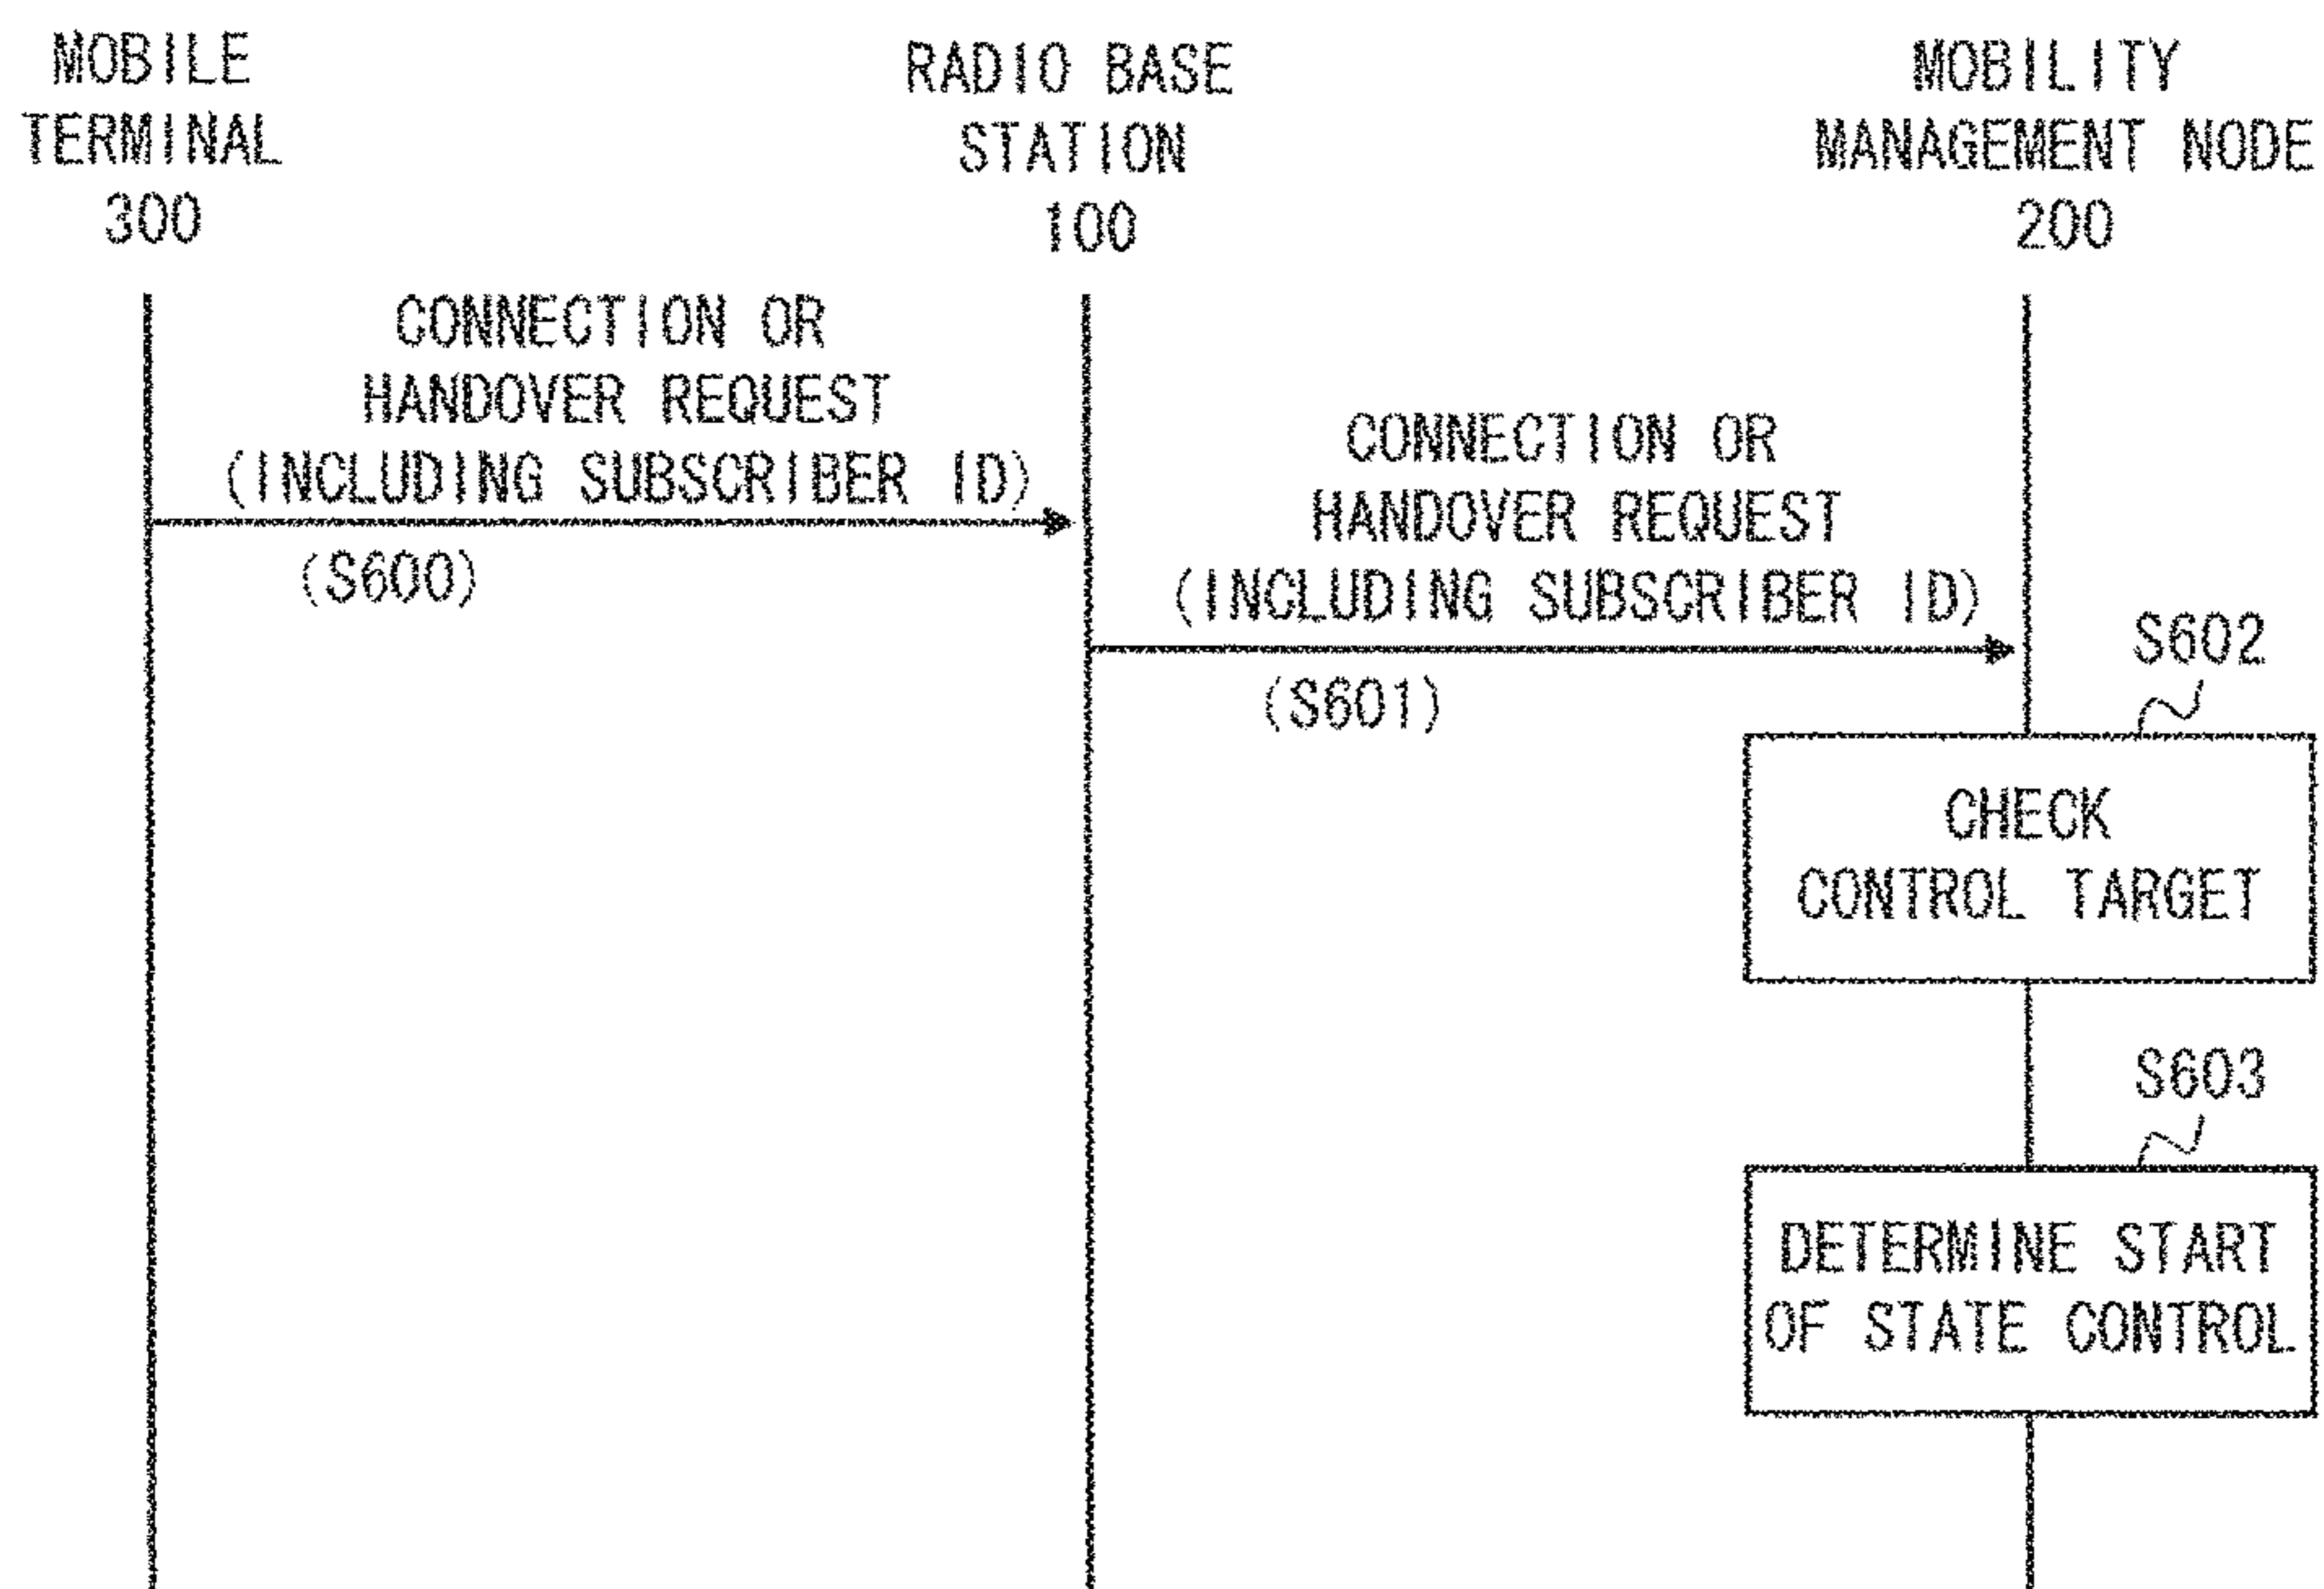 MOBILE
TERMINAL
300
RADIO BASE
STATION
100
MOBILITY
MANAGEMENT NODE
200
CONNECTION OR
HANDOVER REQUEST
(INCLUDING SUBSCRIBER ID)
(S600)
CONNECTION OR
HANDOVER REQUEST
(INCLUDING SUBSCRIBER ID)
(S601)
S602
CHECK
CONTROL TARGET
S603
DETERMINE START
OF STATE CONTROL